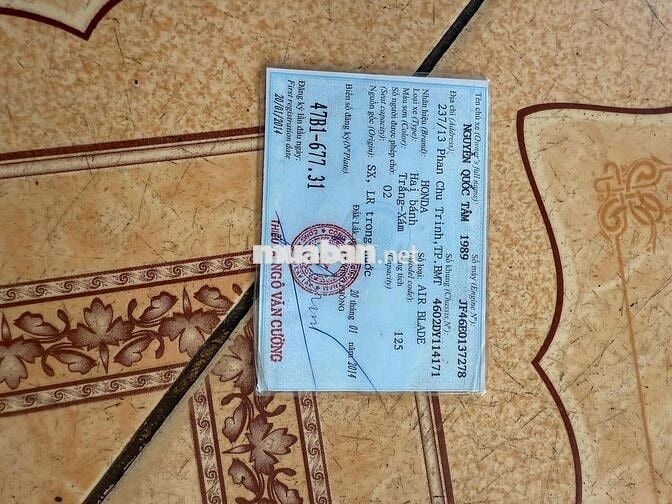 Tên chủ xe (Owner's full name): Số máy (Engine N°):
NGUYỄN QUỐC TÂM 1989 JF46E0137278
Địa chỉ (Address): Số khung (Chassis N°):
237/13 Phan Chu Trinh,TP.BMT 4602DY114171
Nhãn hiệu (Brand): HONDA Số loại AIR BLADE
Loại xe (Type): Hai bánh (Model code):
Màu sơn (Color): Trắng-Xám tích 125
Số người được phép chở: 02 capacity)
(Seat capacity)
Nguồn gốc (Origin): SX, LR trong nước
Đắk Lắk, 20 tháng 01 năm 2014
Biển số đăng ký (N°Plate)
47B1-677.31
THIẾU NGÔ VĂN CƯỜNG
Đăng ký lần đầu ngày:
First registration date
20/01/2014
muaban.net